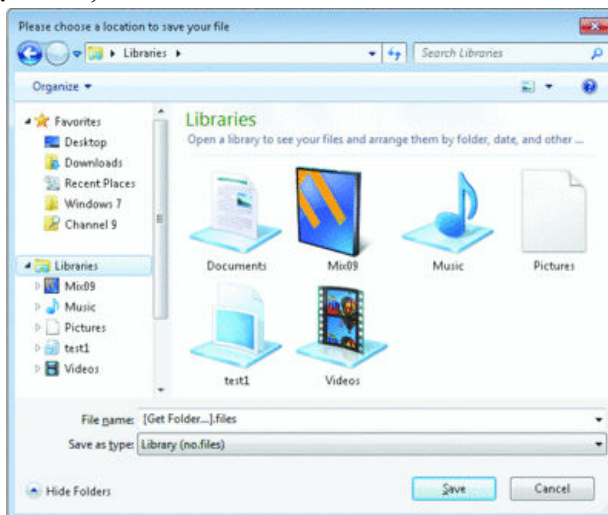 Please choose a location to save your file
Libraries
Search Libraries
Organize
Favorites
Desktop
Downloads
Recent Places
Windows 7
Channel 9
Libraries
Mix09
Music
Pictures
test1
Videos
Libraries
Open a library to see your files and arrange them by folder, date, and other ...
Documents
Mix09
Music
Pictures
test1
Videos
File name: [Get Folder...].files
Save as type: Library (no.files)
Hide Folders
Save
Cancel